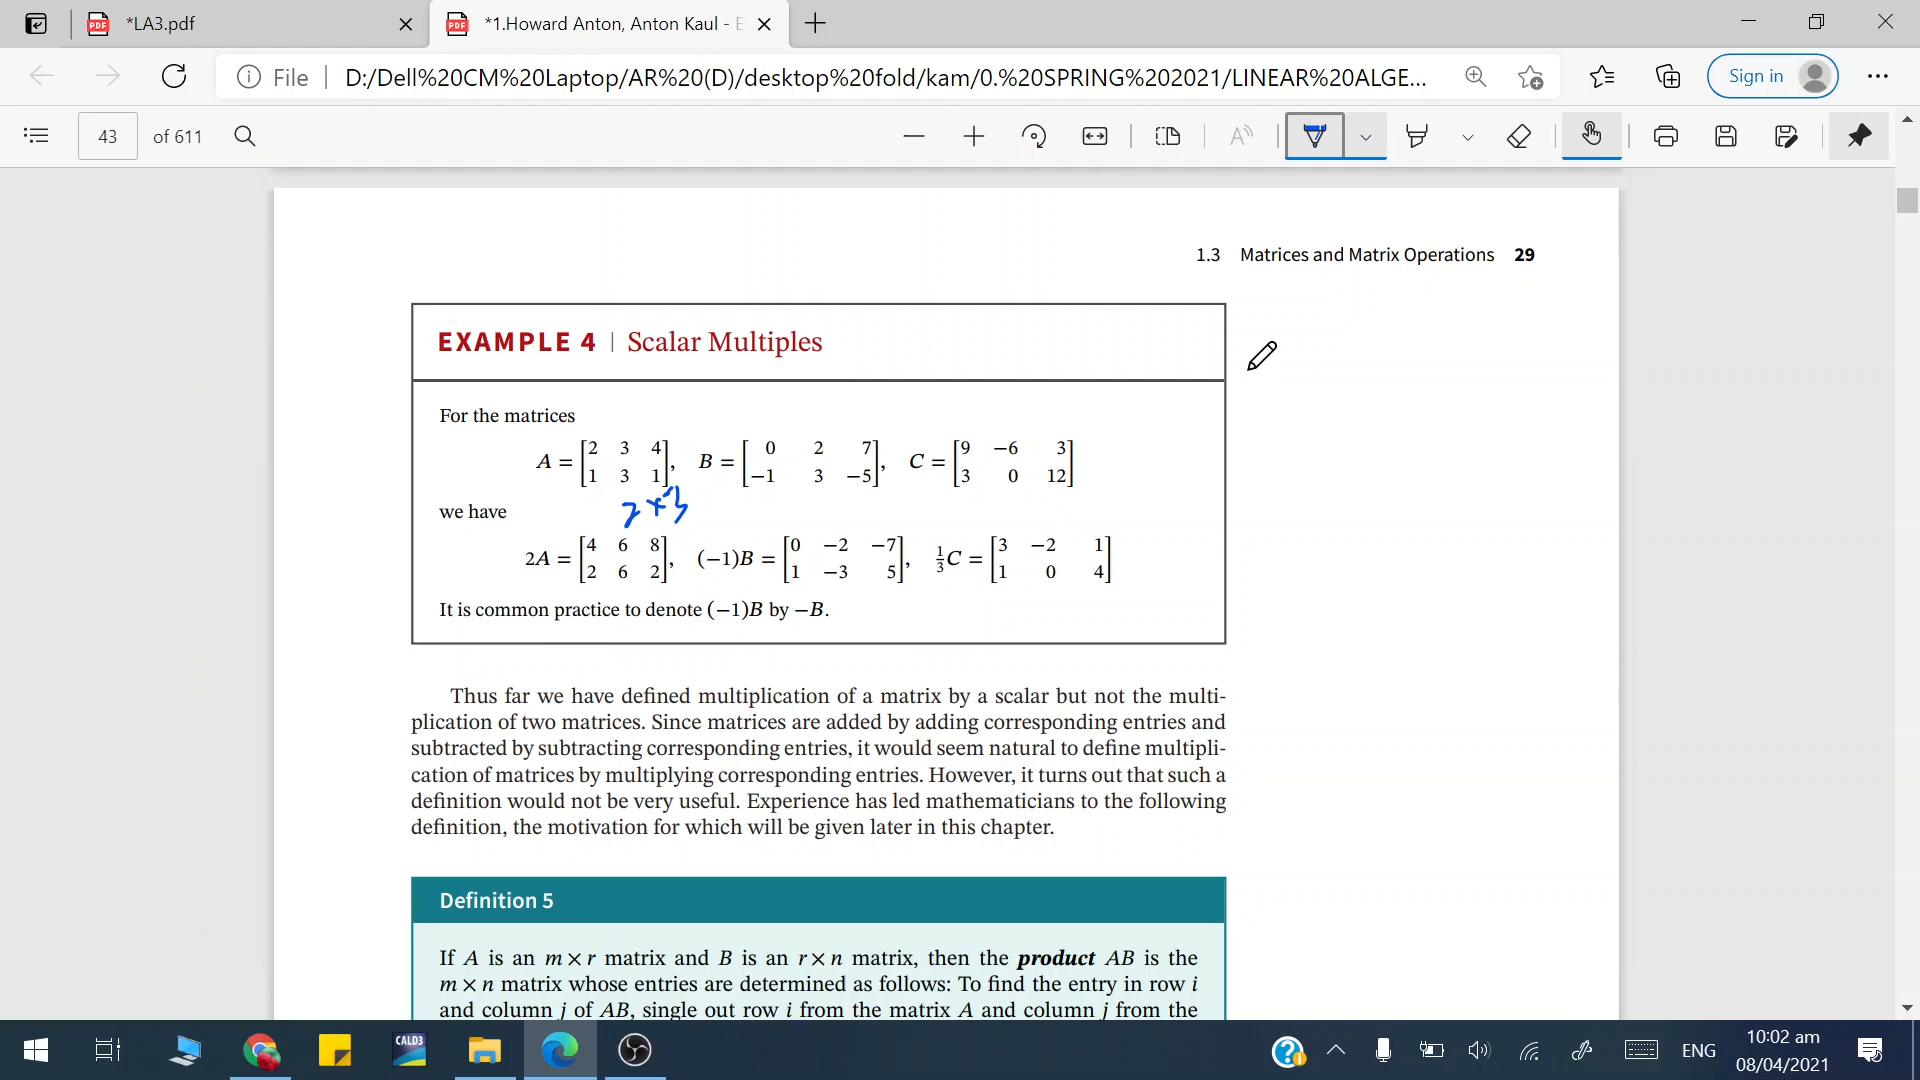 *LA3.pdf
*1.Howard Anton, Anton Kaul - E
File
D:/Dell%20CM%20Laptop/AR%20(D)/desktop%20fold/kam/0.%20SPRING%202021/LINEAR%20ALGE...
Sign in
43 of 611
1.3 Matrices and Matrix Operations 29
EXAMPLE 4 | Scalar Multiples
For the matrices
A = [2 3 4; 1 3 1], B = [0 2 7; −1 3 −5], C = [9 −6 3; 3 0 12]
2×3
we have
2A = [4 6 8; 2 6 2], (−1)B = [0 −2 −7; 1 −3 5], 1/3 C = [3 −2 1; 1 0 4]
It is common practice to denote (−1)B by −B.
Thus far we have defined multiplication of a matrix by a scalar but not the multi-
plication of two matrices. Since matrices are added by adding corresponding entries and
subtracted by subtracting corresponding entries, it would seem natural to define multipli-
cation of matrices by multiplying corresponding entries. However, it turns out that such a
definition would not be very useful. Experience has led mathematicians to the following
definition, the motivation for which will be given later in this chapter.
Definition 5
If A is an m × r matrix and B is an r × n matrix, then the product AB is the
m × n matrix whose entries are determined as follows: To find the entry in row i
and column j of AB, single out row i from the matrix A and column j from the
CALD3
ENG
10:02 am
08/04/2021